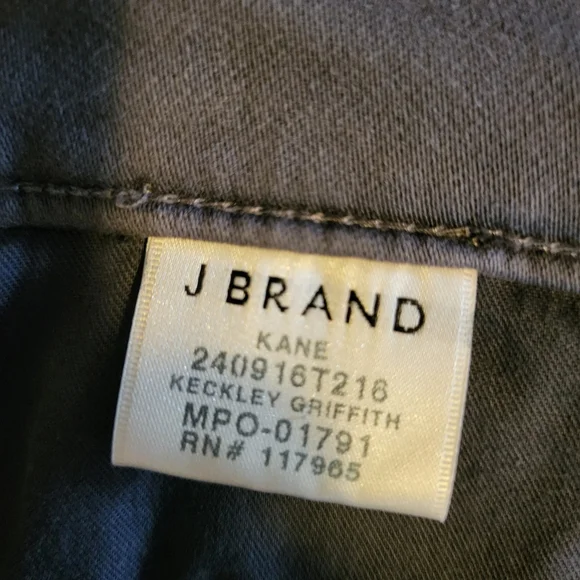 J BRAND
KANE
240916T216
KECKLEY GRIFFITH
MPO-01791
RN# 117965